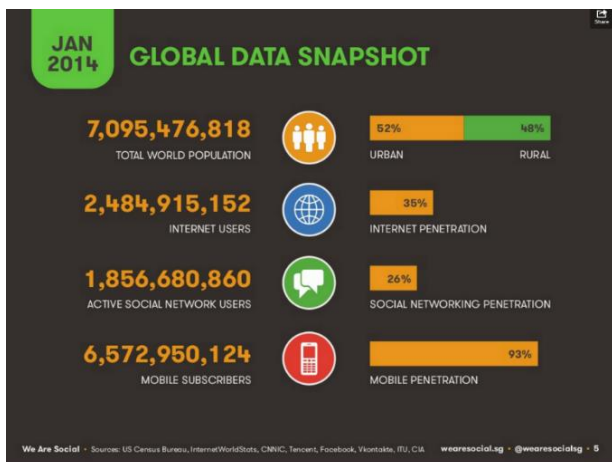 Share
JAN
2014
GLOBAL DATA SNAPSHOT
7,095,476,818
TOTAL WORLD POPULATION
52%
48%
URBAN
RURAL
2,484,915,152
INTERNET USERS
35%
INTERNET PENETRATION
1,856,680,860
ACTIVE SOCIAL NETWORK USERS
26%
SOCIAL NETWORKING PENETRATION
6,572,950,124
MOBILE SUBSCRIBERS
93%
MOBILE PENETRATION
We Are Social • Sources: US Census Bureau, InternetWorldStats, CNNIC, Tencent, Facebook, Vkontakte, ITU, CIA
wearesocial.sg • @wearesocialsg • 5